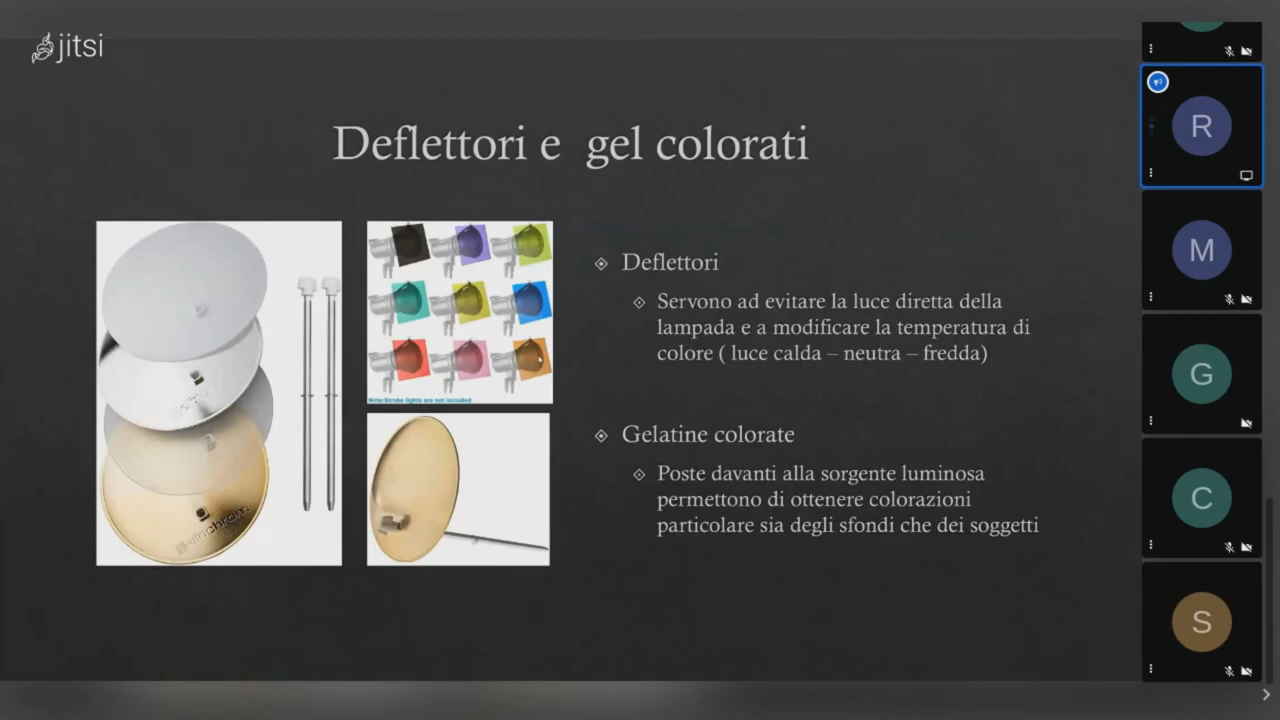 jitsi
Deflettori e gel colorati
Deflettori
Servono ad evitare la luce diretta della
lampada e a modificare la temperatura di
colore ( luce calda – neutra – fredda)
Gelatine colorate
Poste davanti alla sorgente luminosa
permettono di ottenere colorazioni
particolare sia degli sfondi che dei soggetti
Note:Strobe lights are not included
R
M
G
C
S